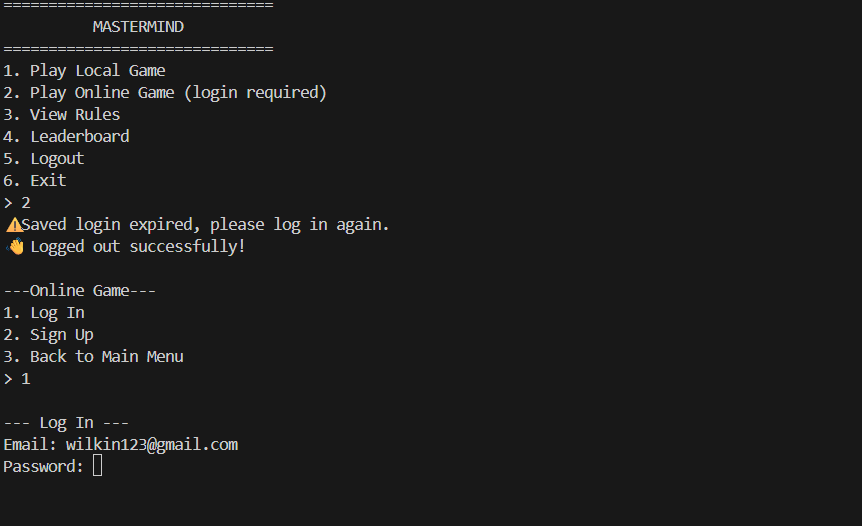 ==============================
MASTERMIND
==============================
1. Play Local Game
2. Play Online Game (login required)
3. View Rules
4. Leaderboard
5. Logout
6. Exit
> 2
⚠️Saved login expired, please log in again.
👋 Logged out successfully!
---Online Game---
1. Log In
2. Sign Up
3. Back to Main Menu
> 1
--- Log In ---
Email: wilkin123@gmail.com
Password: